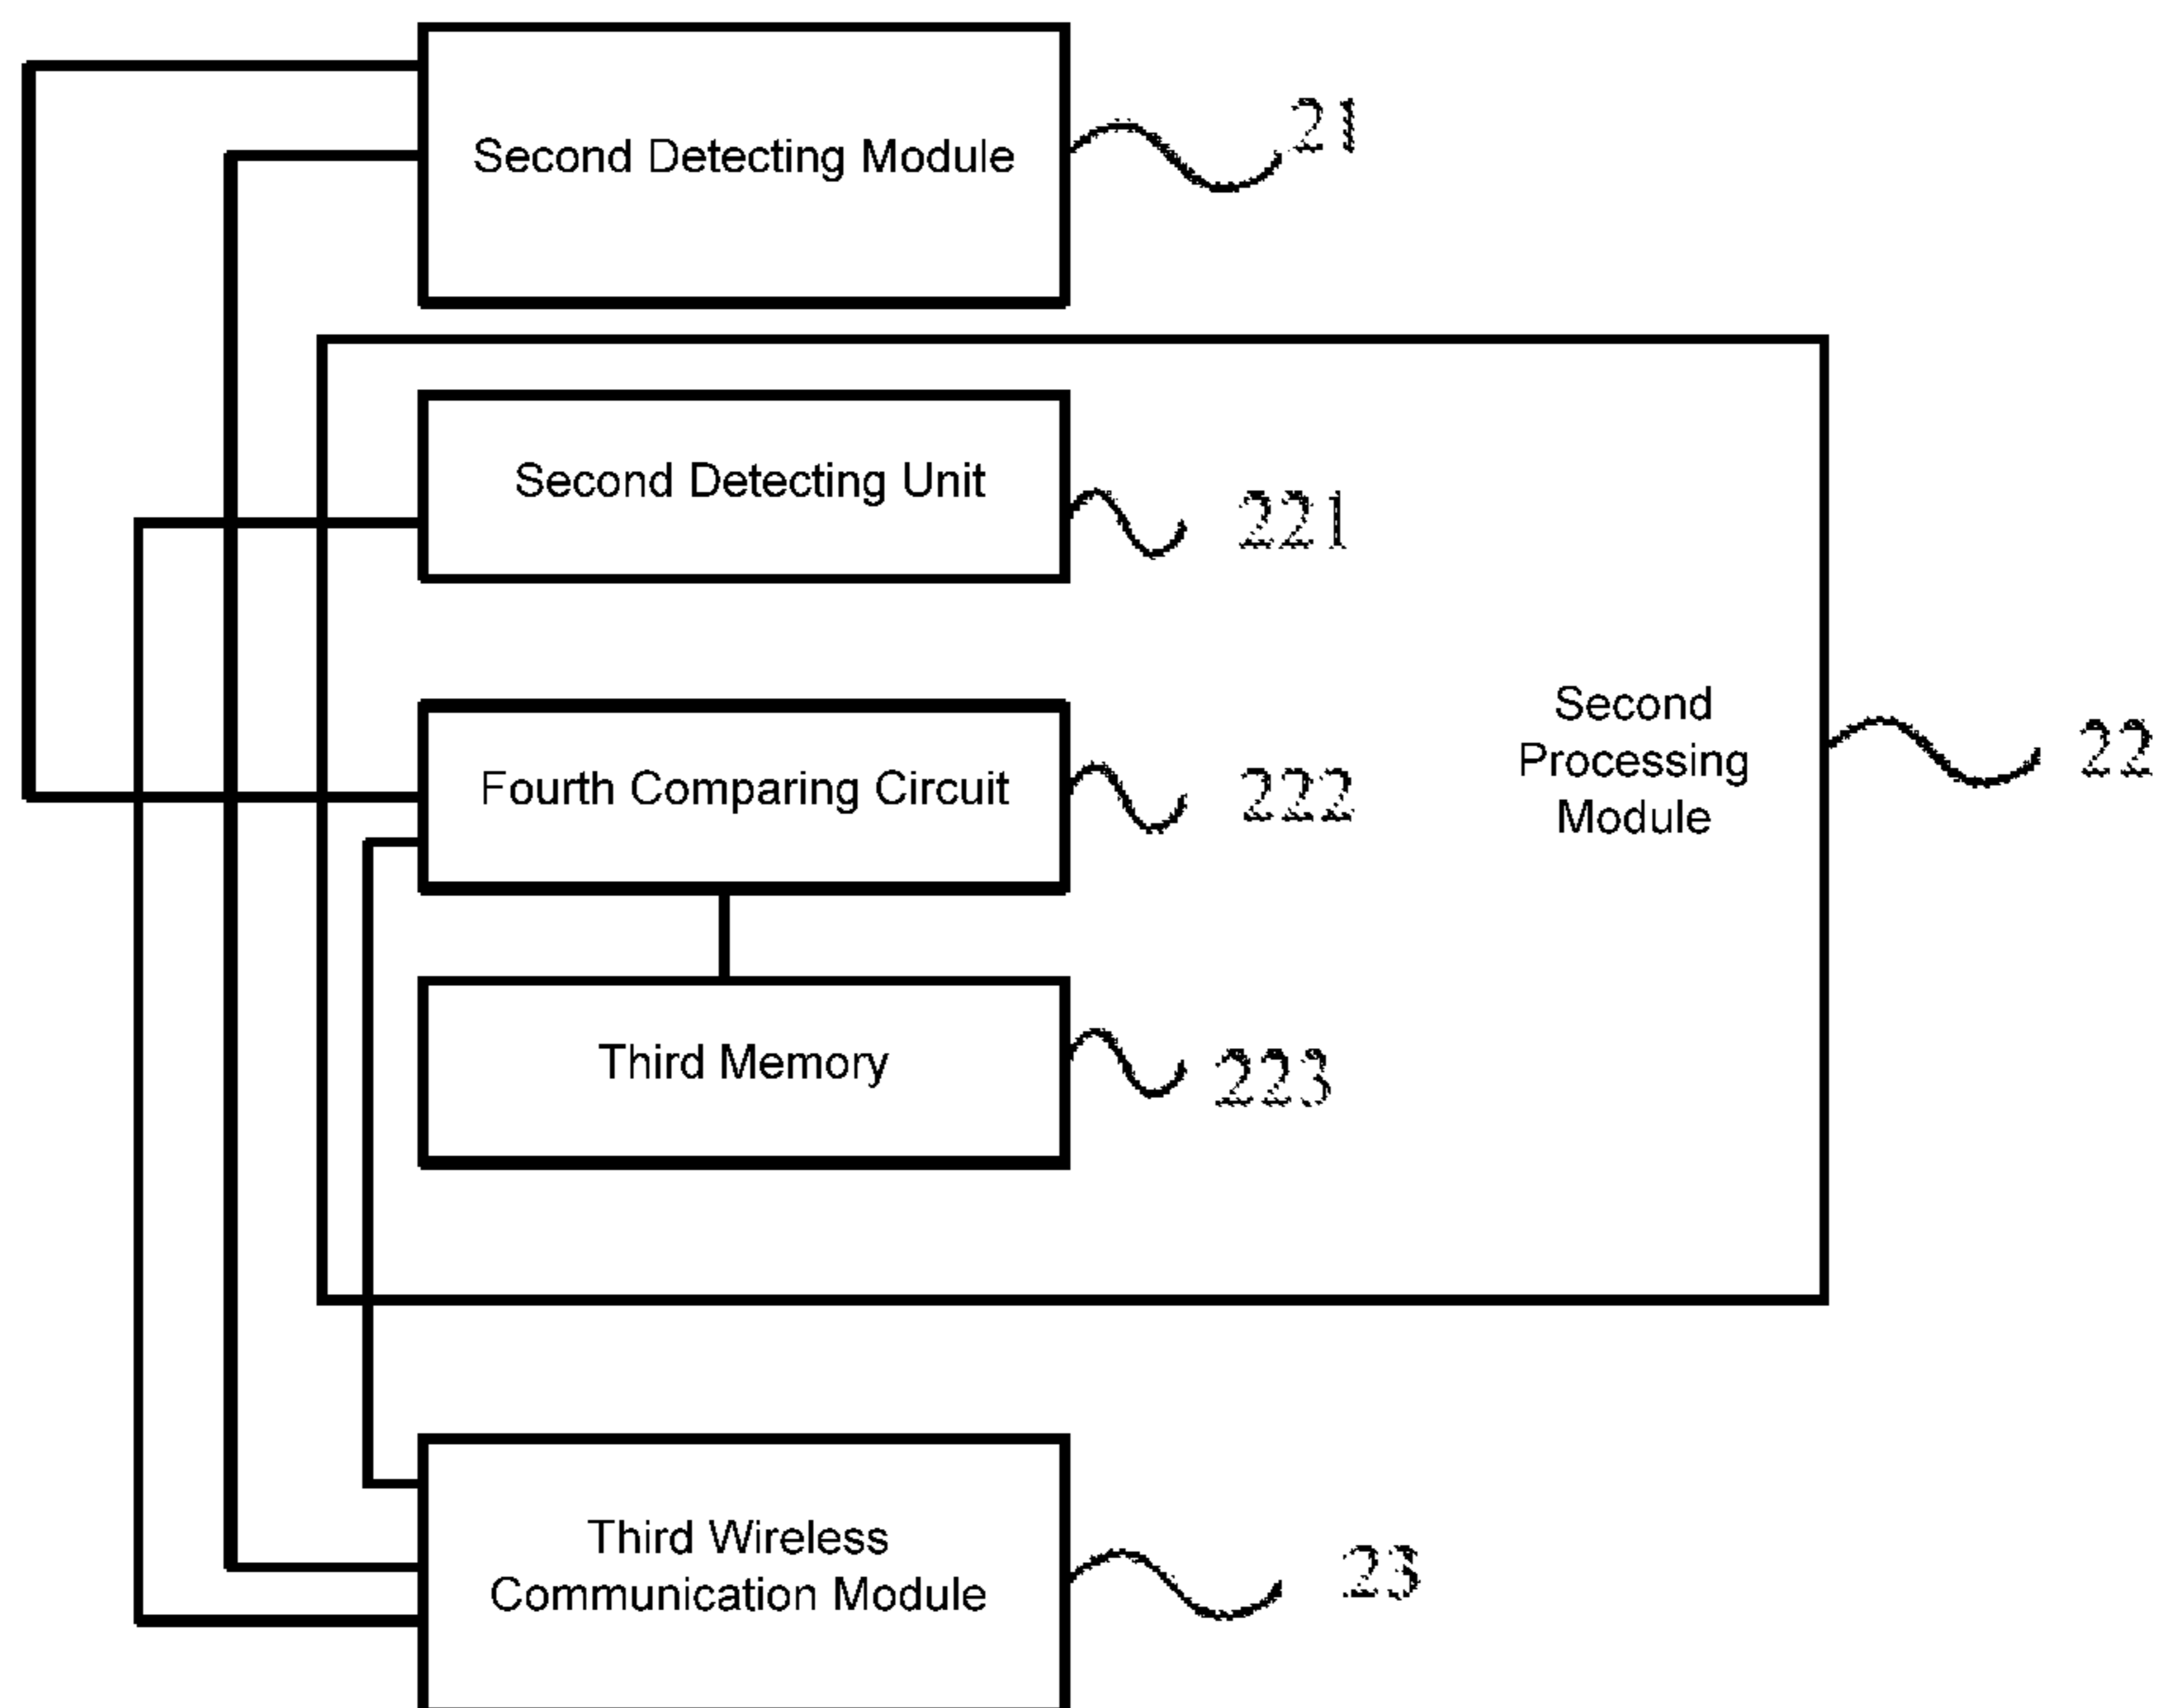 Second Detecting Module
21
Second Detecting Unit
221
Fourth Comparing Circuit
222
Second
Processing
Module
22
Third Memory
223
Third Wireless
Communication Module
23